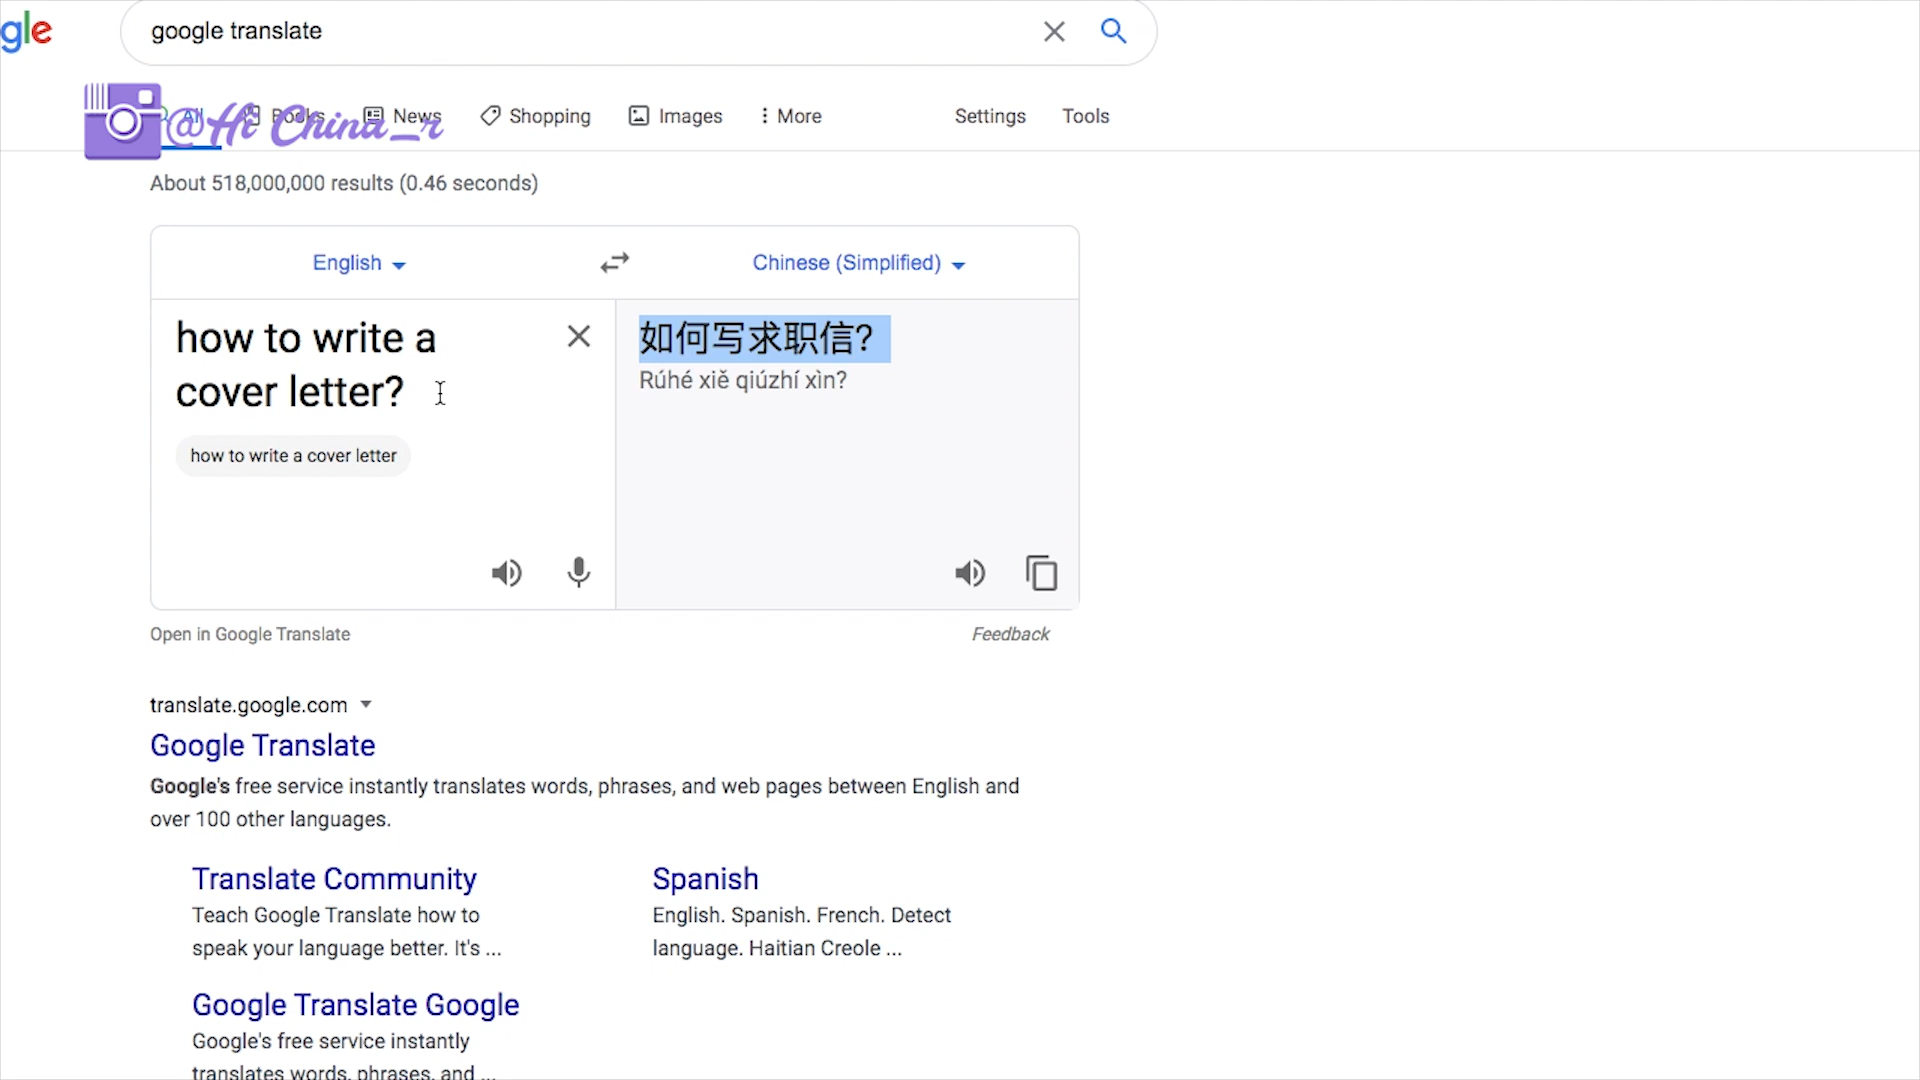 gle
google translate
@Hi China_r
All
Books
News
Shopping
Images
More
Settings
Tools
About 518,000,000 results (0.46 seconds)
English
Chinese (Simplified)
how to write a
cover letter?
how to write a cover letter
如何写求职信?
Rúhé xiě qiúzhí xìn?
Open in Google Translate
Feedback
translate.google.com
Google Translate
Google's free service instantly translates words, phrases, and web pages between English and
over 100 other languages.
Translate Community
Teach Google Translate how to
speak your language better. It's ...
Spanish
English. Spanish. French. Detect
language. Haitian Creole ...
Google Translate Google
Google's free service instantly
translates words, phrases, and ...